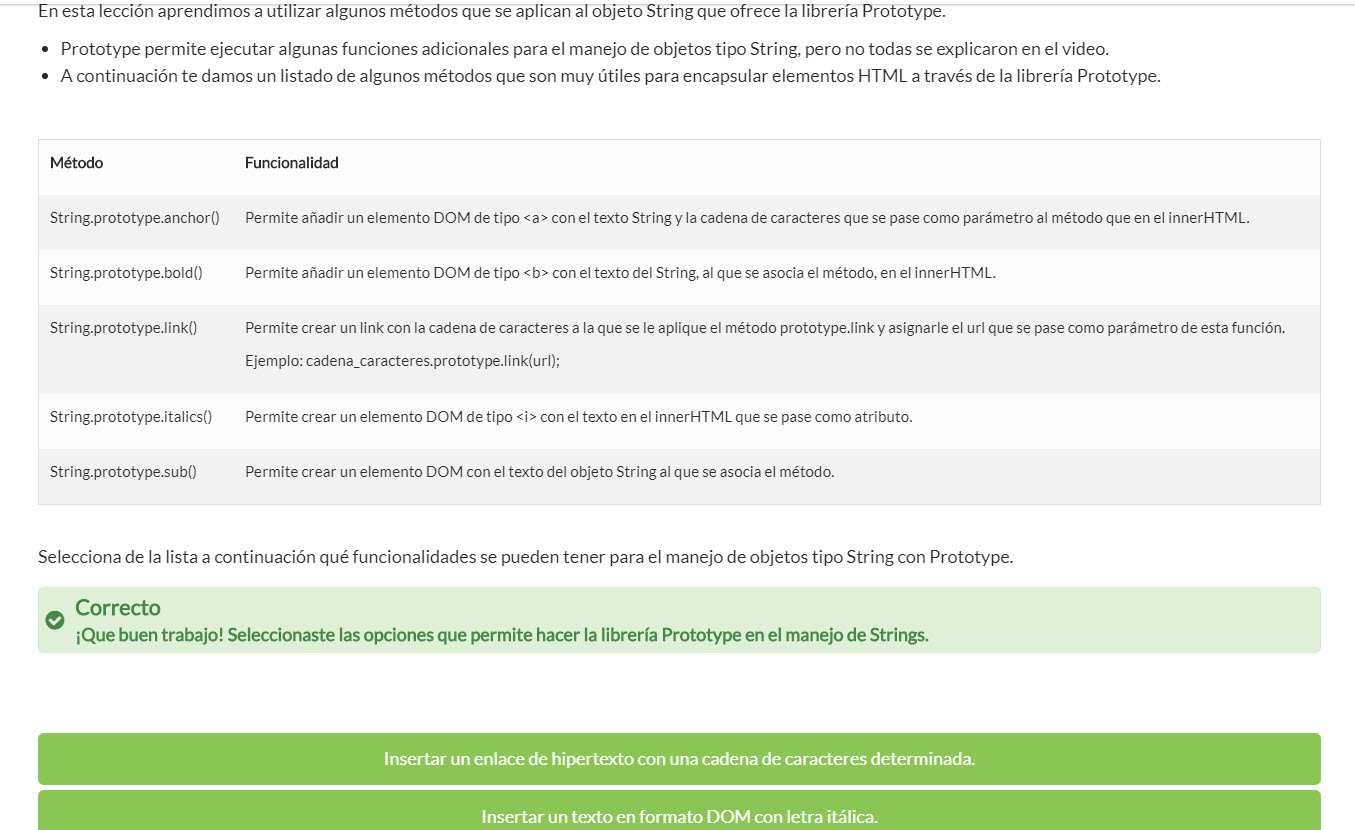 En esta lección aprendimos a utilizar algunos métodos que se aplican al objeto String que ofrece la librería Prototype.
Prototype permite ejecutar algunas funciones adicionales para el manejo de objetos tipo String, pero no todas se explicaron en el video.
A continuación te damos un listado de algunos métodos que son muy útiles para encapsular elementos HTML a través de la librería Prototype.
Método Funcionalidad
String.prototype.anchor() Permite añadir un elemento DOM de tipo <a> con el texto String y la cadena de caracteres que se pase como parámetro al método que en el innerHTML.
String.prototype.bold() Permite añadir un elemento DOM de tipo <b> con el texto del String, al que se asocia el método, en el innerHTML.
String.prototype.link() Permite crear un link con la cadena de caracteres a la que se le aplique el método prototype.link y asignarle el url que se pase como parámetro de esta función.
Ejemplo: cadena_caracteres.prototype.link(url);
String.prototype.italics() Permite crear un elemento DOM de tipo <i> con el texto en el innerHTML que se pase como atributo.
String.prototype.sub() Permite crear un elemento DOM con el texto del objeto String al que se asocia el método.
Selecciona de la lista a continuación qué funcionalidades se pueden tener para el manejo de objetos tipo String con Prototype.
Correcto
¡Que buen trabajo! Seleccionaste las opciones que permite hacer la librería Prototype en el manejo de Strings.
Insertar un enlace de hipertexto con una cadena de caracteres determinada.
Insertar un texto en formato DOM con letra itálica.